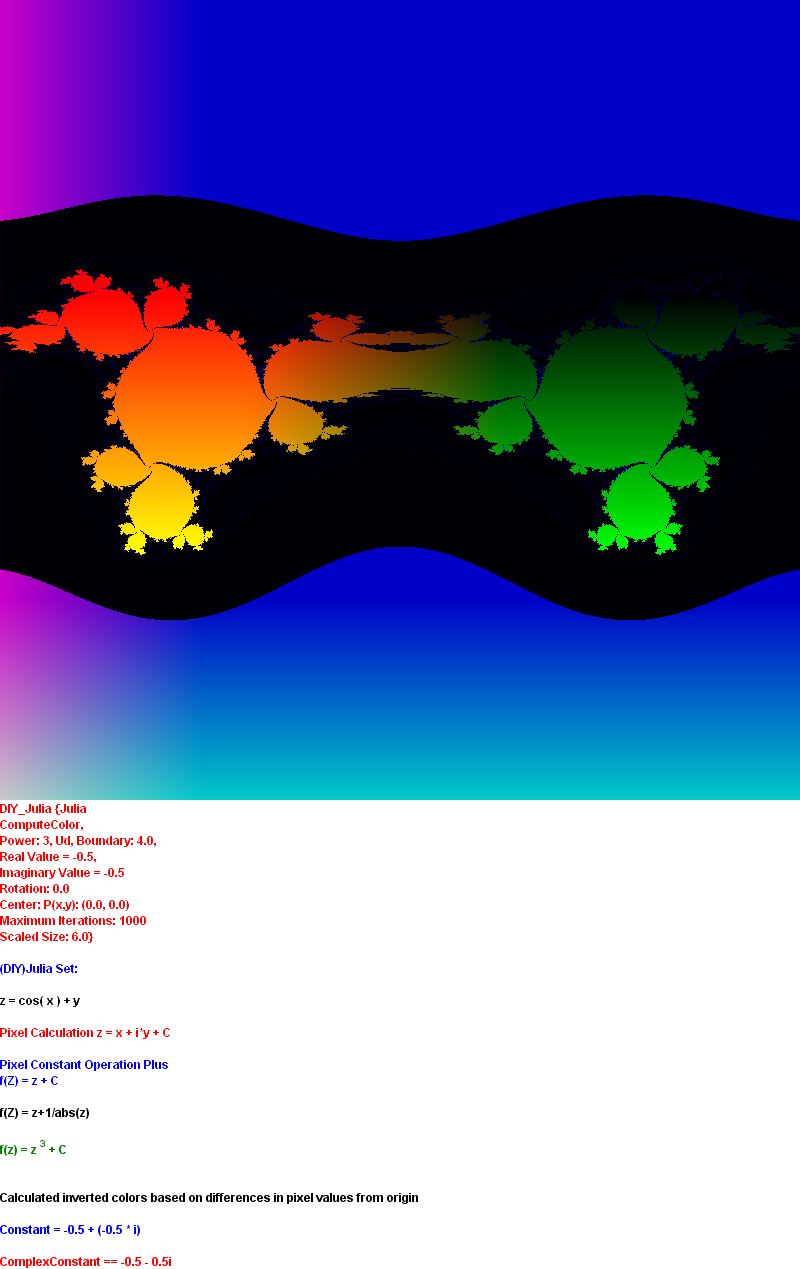 DIY_Julia {Julia
ComputeColor,
Power: 3, Ud, Boundary: 4.0,
Real Value = -0.5,
Imaginary Value = -0.5
Rotation: 0.0
Center: P(x,y): (0.0, 0.0)
Maximum Iterations: 1000
Scaled Size: 6.0}
(DIY)Julia Set:
z = cos( x ) + y
Pixel Calculation z = x + i*y + C
Pixel Constant Operation Plus
f(Z) = z + C
f(Z) = z+1/abs(z)
f(z) = z 3 + C
Calculated inverted colors based on differences in pixel values from origin
Constant = -0.5 + (-0.5 * i)
ComplexConstant == -0.5 - 0.5i